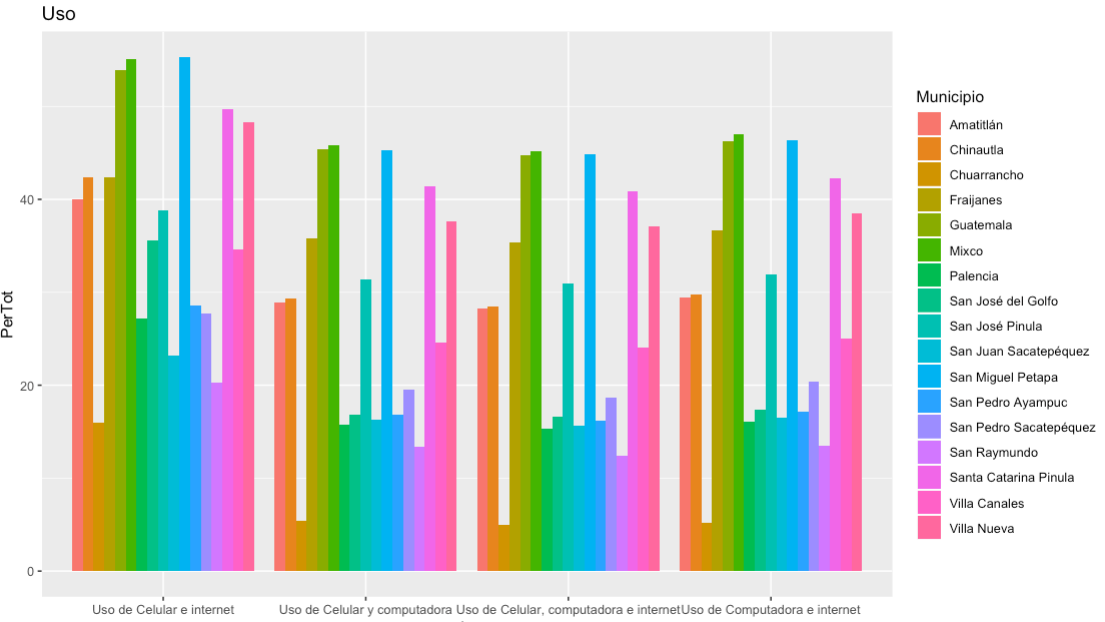 Uso
PerTot
40
20
0
Uso de Celular e internet
Uso de Celular y computadora
Uso de Celular, computadora e internet
Uso de Computadora e internet
Municipio
Amatitlán
Chinautla
Chuarrancho
Fraijanes
Guatemala
Mixco
Palencia
San José del Golfo
San José Pinula
San Juan Sacatepéquez
San Miguel Petapa
San Pedro Ayampuc
San Pedro Sacatepéquez
San Raymundo
Santa Catarina Pinula
Villa Canales
Villa Nueva